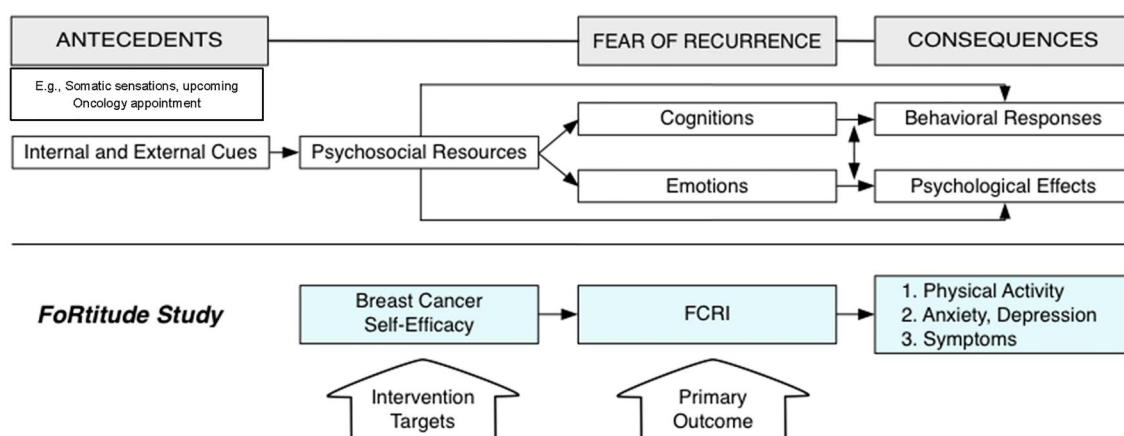 ANTECEDENTS
FEAR OF RECURRENCE
CONSEQUENCES
E.g., Somatic sensations, upcoming
Oncology appointment
Internal and External Cues
Psychosocial Resources
Cognitions
Emotions
Behavioral Responses
Psychological Effects
FoRtitude Study
Breast Cancer
Self-Efficacy
FCRI
1. Physical Activity
2. Anxiety, Depression
3. Symptoms
Intervention
Targets
Primary
Outcome